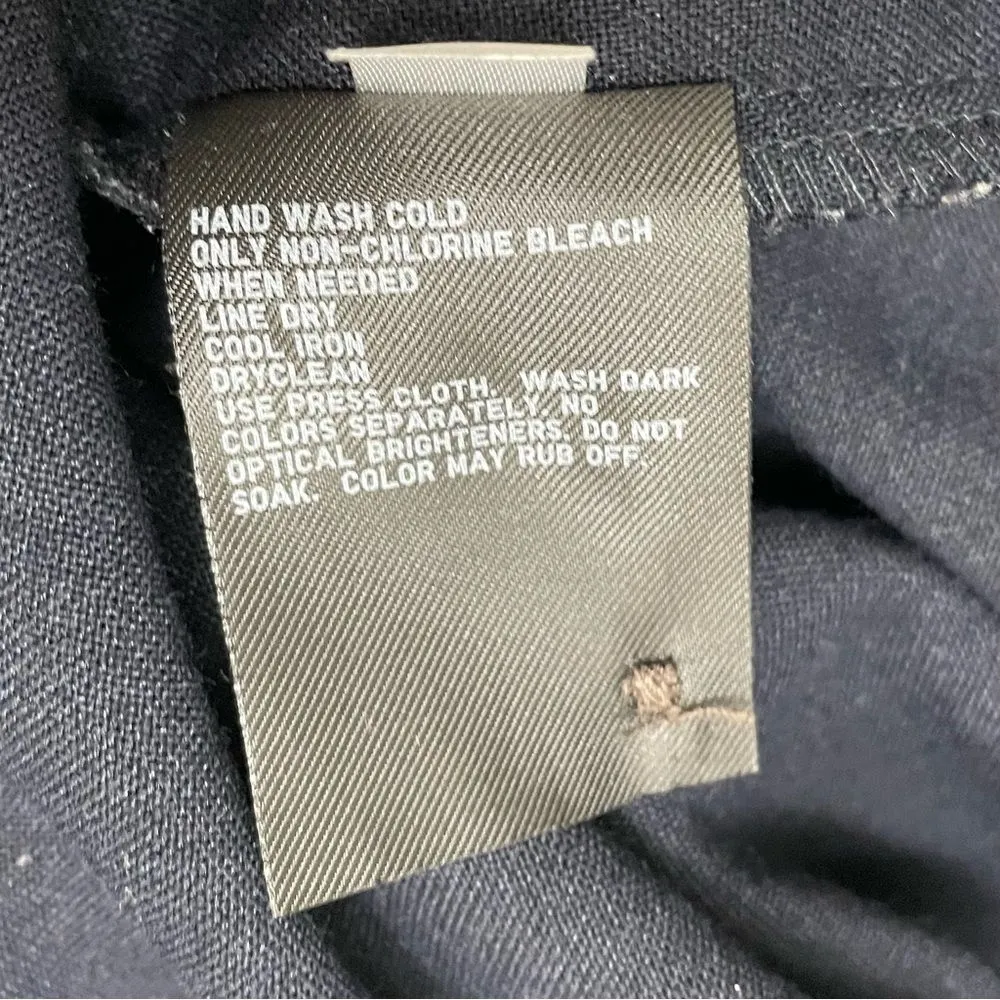 HAND WASH COLD
ONLY NON-CHLORINE BLEACH
WHEN NEEDED
LINE DRY
COOL IRON
DRYCLEAN
USE PRESS CLOTH. WASH DARK
COLORS SEPARATELY. NO
OPTICAL BRIGHTENERS. DO NOT
SOAK. COLOR MAY RUB OFF.